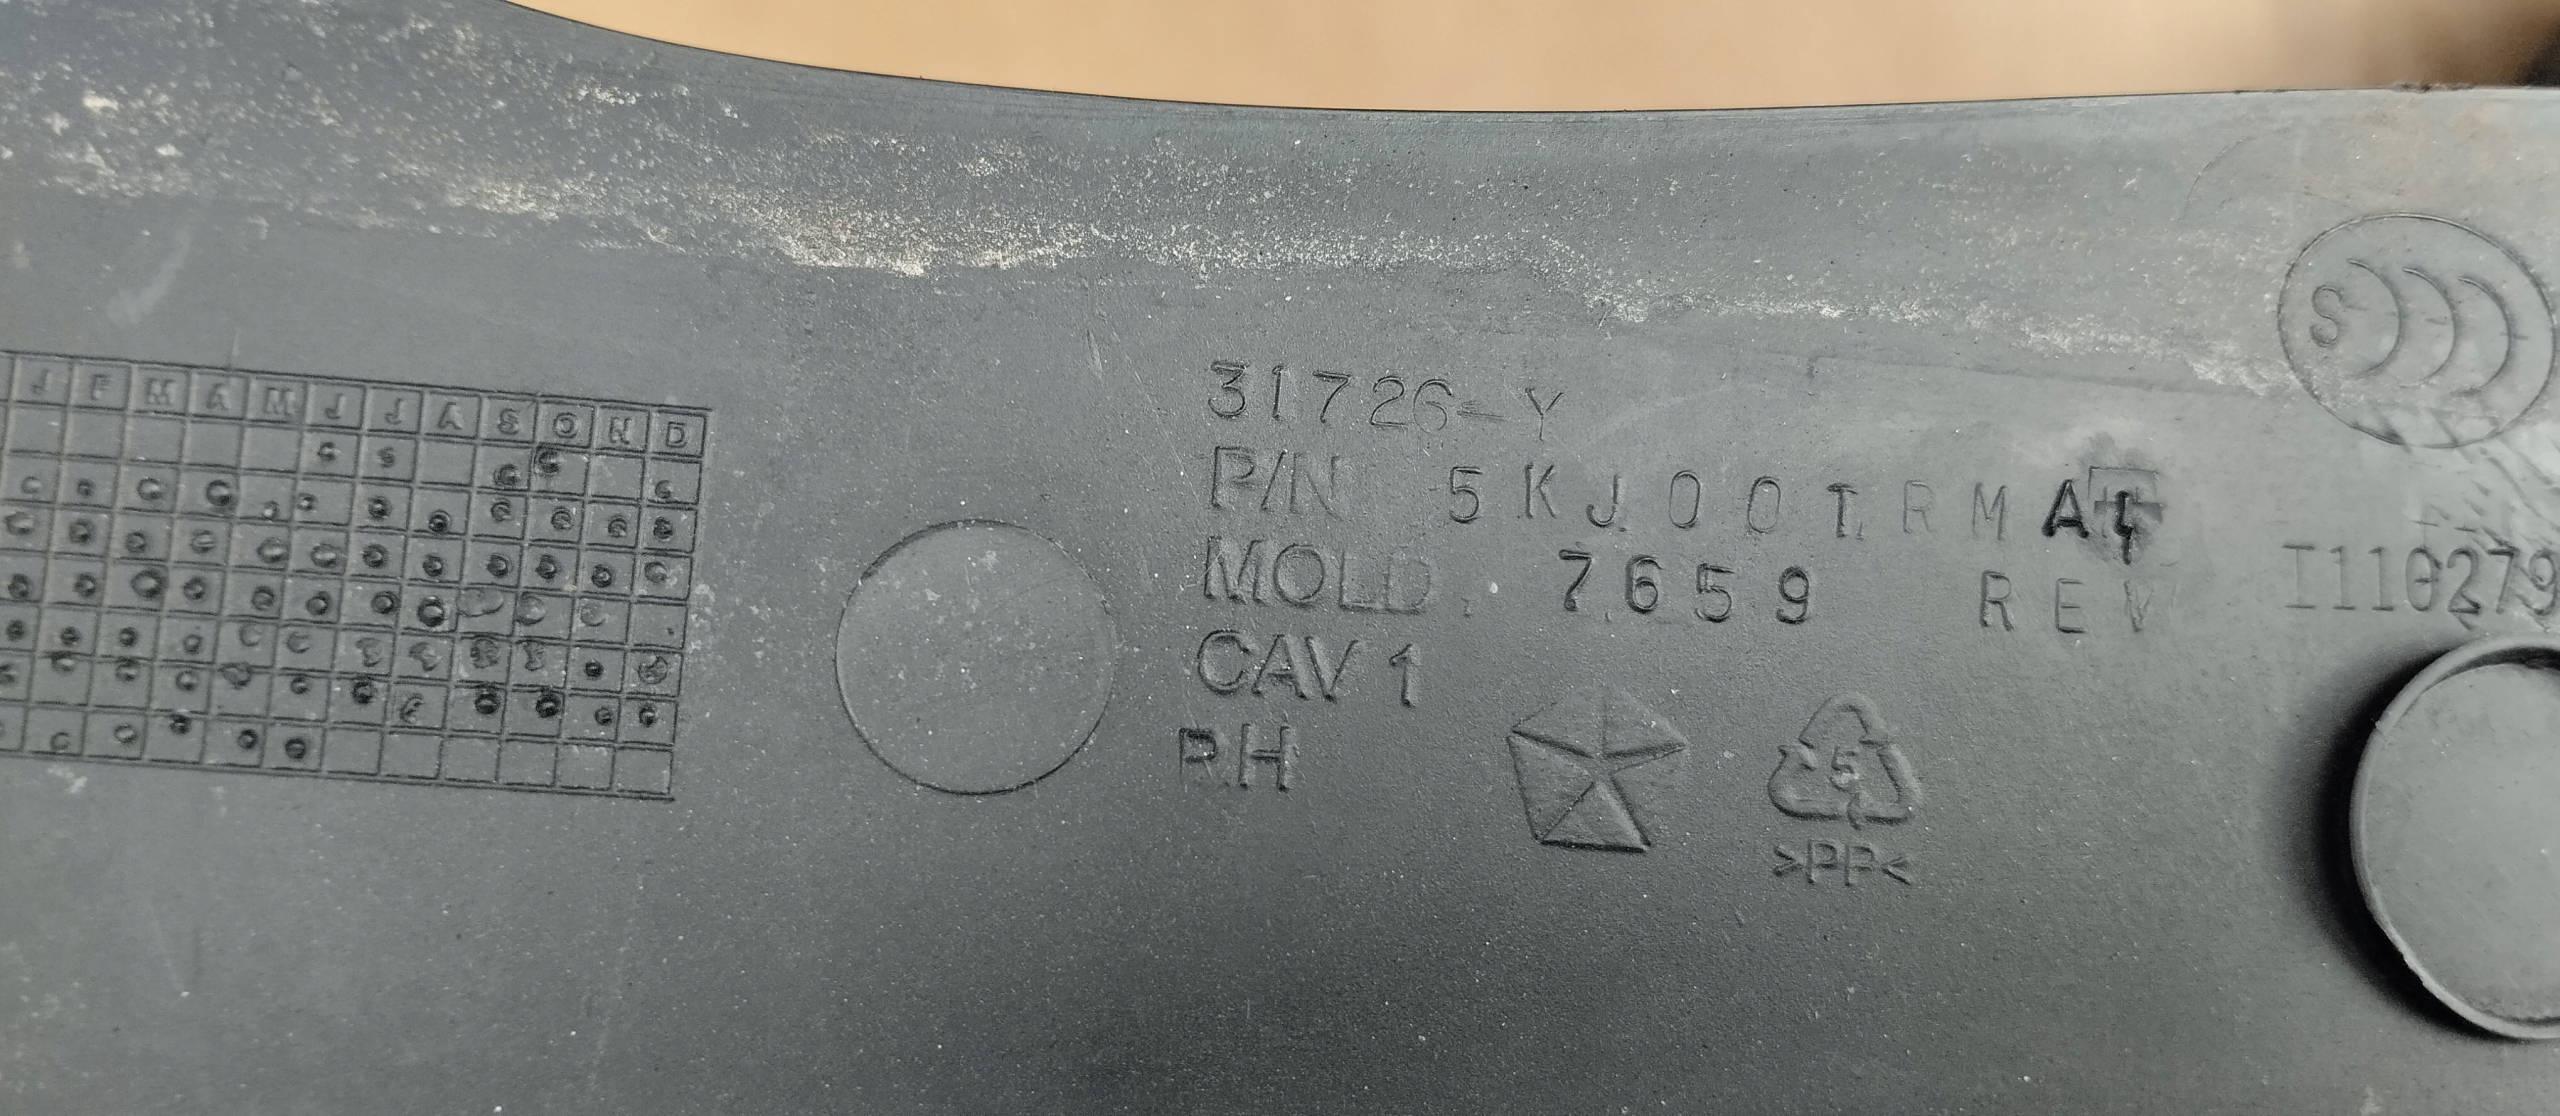 J F M A M J J A S O N D
31726-Y
P/N 5KJ00TRMA
MOLD. 7659 REV
CAV 1
RH
5
>PP<
S
I110279